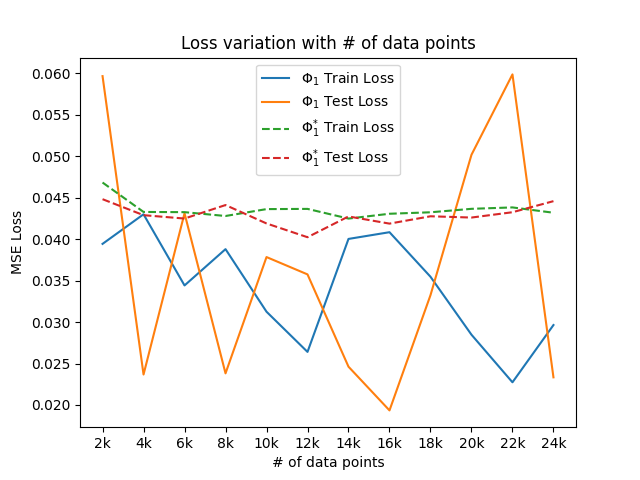 Loss variation with # of data points
Φ₁ Train Loss
Φ₁ Test Loss
Φ₁* Train Loss
Φ₁* Test Loss
MSE Loss
0.060
0.055
0.050
0.045
0.040
0.035
0.030
0.025
0.020
2k 4k 6k 8k 10k 12k 14k 16k 18k 20k 22k 24k
# of data points